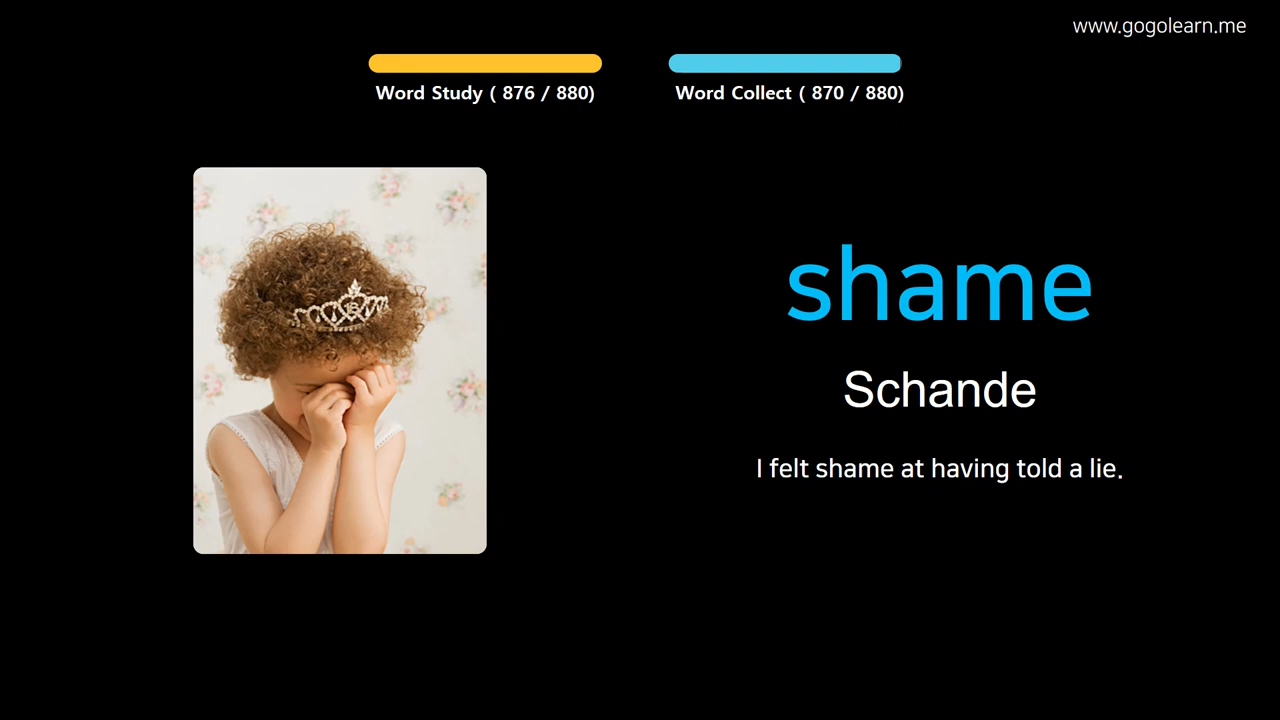 www.gogolearn.me
Word Study ( 876 / 880)
Word Collect ( 870 / 880)
shame
Schande
I felt shame at having told a lie.